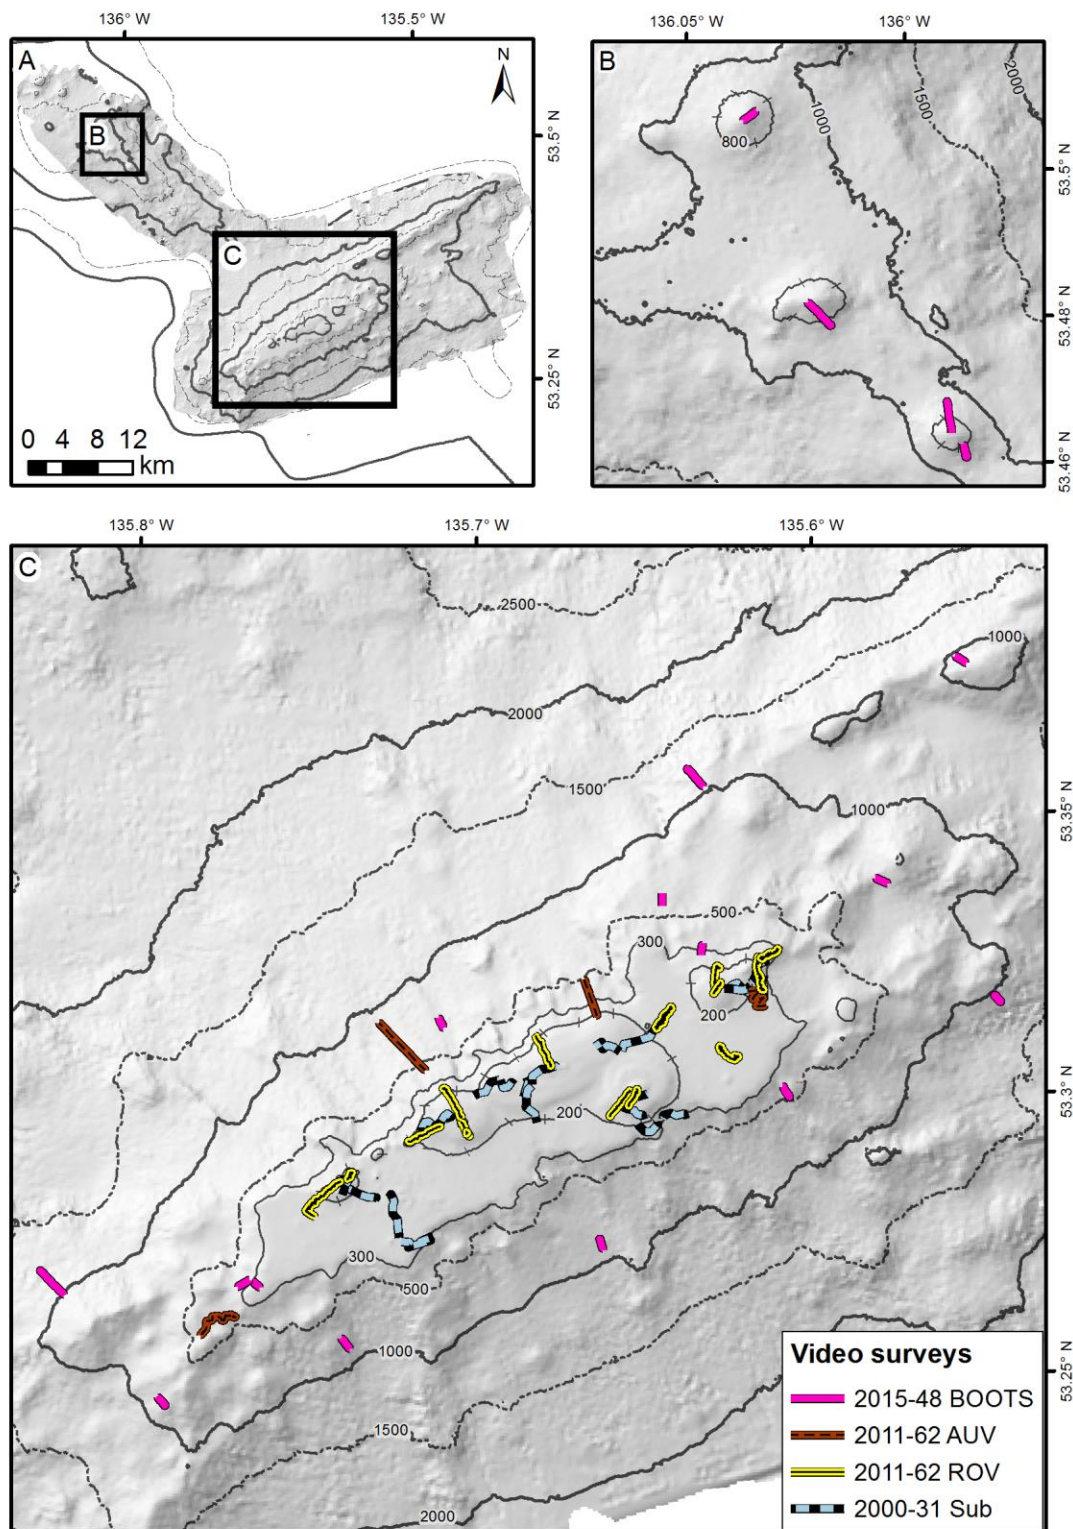 136° W
135.5° W
A
N
B
53.5° N
C
53.25° N
0 4 8 12
km
136.05° W
136° W
B
2000
1500
1000
800
53.5° N
53.48° N
53.46° N
135.8° W
135.7° W
135.6° W
C
2500
1000
2000
1500
1000
53.35° N
500
300
200
53.3° N
200
300
500
1000
53.25° N
1500
2000
Video surveys
2015-48 BOOTS
2011-62 AUV
2011-62 ROV
2000-31 Sub